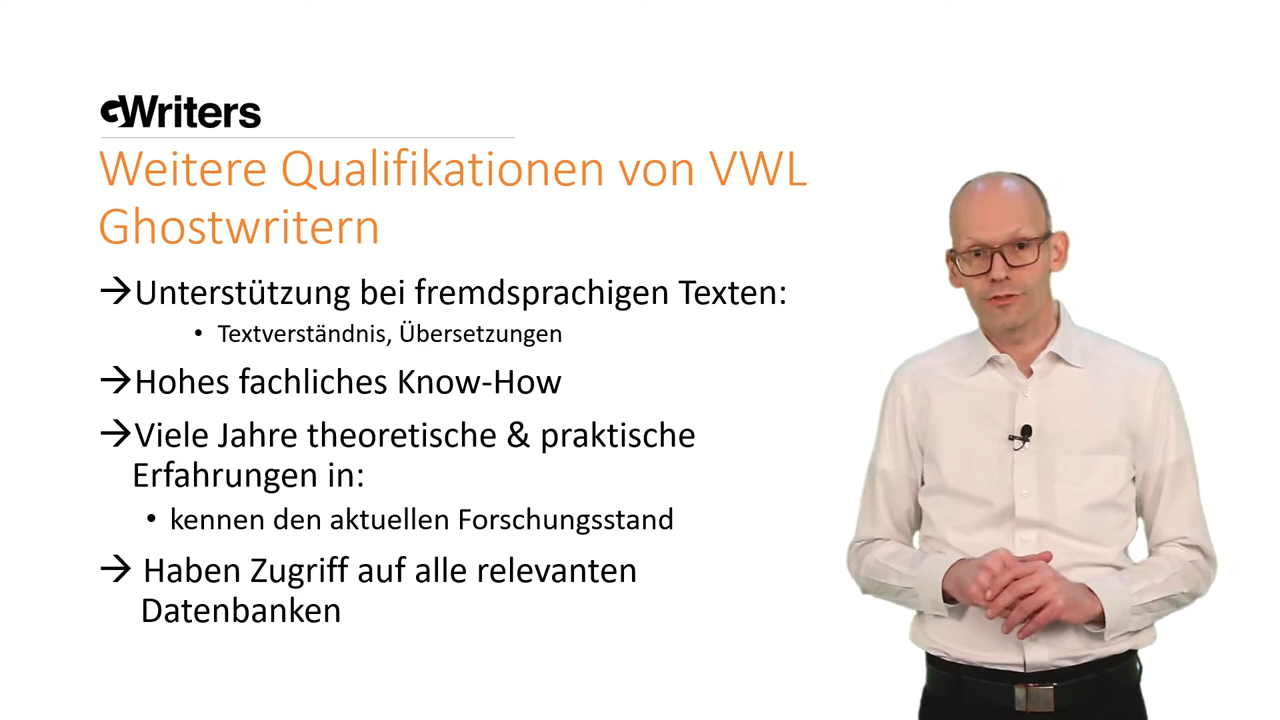 GWriters
Weitere Qualifikationen von VWL
Ghostwritern
→Unterstützung bei fremdsprachigen Texten:
• Textverständnis, Übersetzungen
→Hohes fachliches Know-How
→Viele Jahre theoretische & praktische
Erfahrungen in:
• kennen den aktuellen Forschungsstand
→ Haben Zugriff auf alle relevanten
Datenbanken